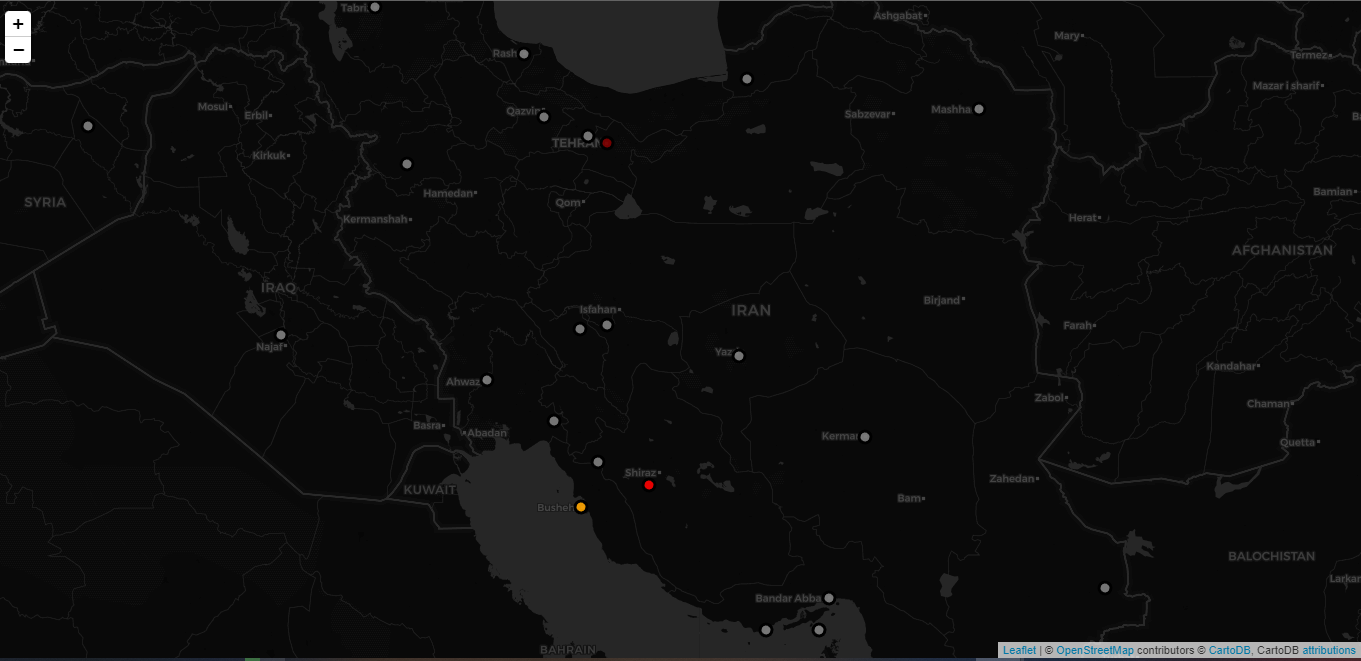 +
−
Tabri
Ashgabat
Mary
Rash
Termez
Mazar i sharif
Mosul
Erbil
Qazvin
Sabzevar
Mashha
TEHRAN
Kirkuk
Hamedan
Bamian
SYRIA
Qom
Kermanshah
Herat
AFGHANISTAN
IRAQ
Birjand
Isfahan
IRAN
Farah
Najaf
Yaz
Kandahar
Ahwaz
Zabol
Chaman
Basra
Abadan
Kerman
Quetta
Shiraz
Zahedan
KUWAIT
Bam
Busheh
BALOCHISTAN
Larkan
Bandar Abba
BAHRAIN
Leaflet | © OpenStreetMap contributors © CartoDB, CartoDB attributions